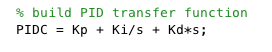 % build PID transfer function
PIDC = Kp + Ki/s + Kd*s;